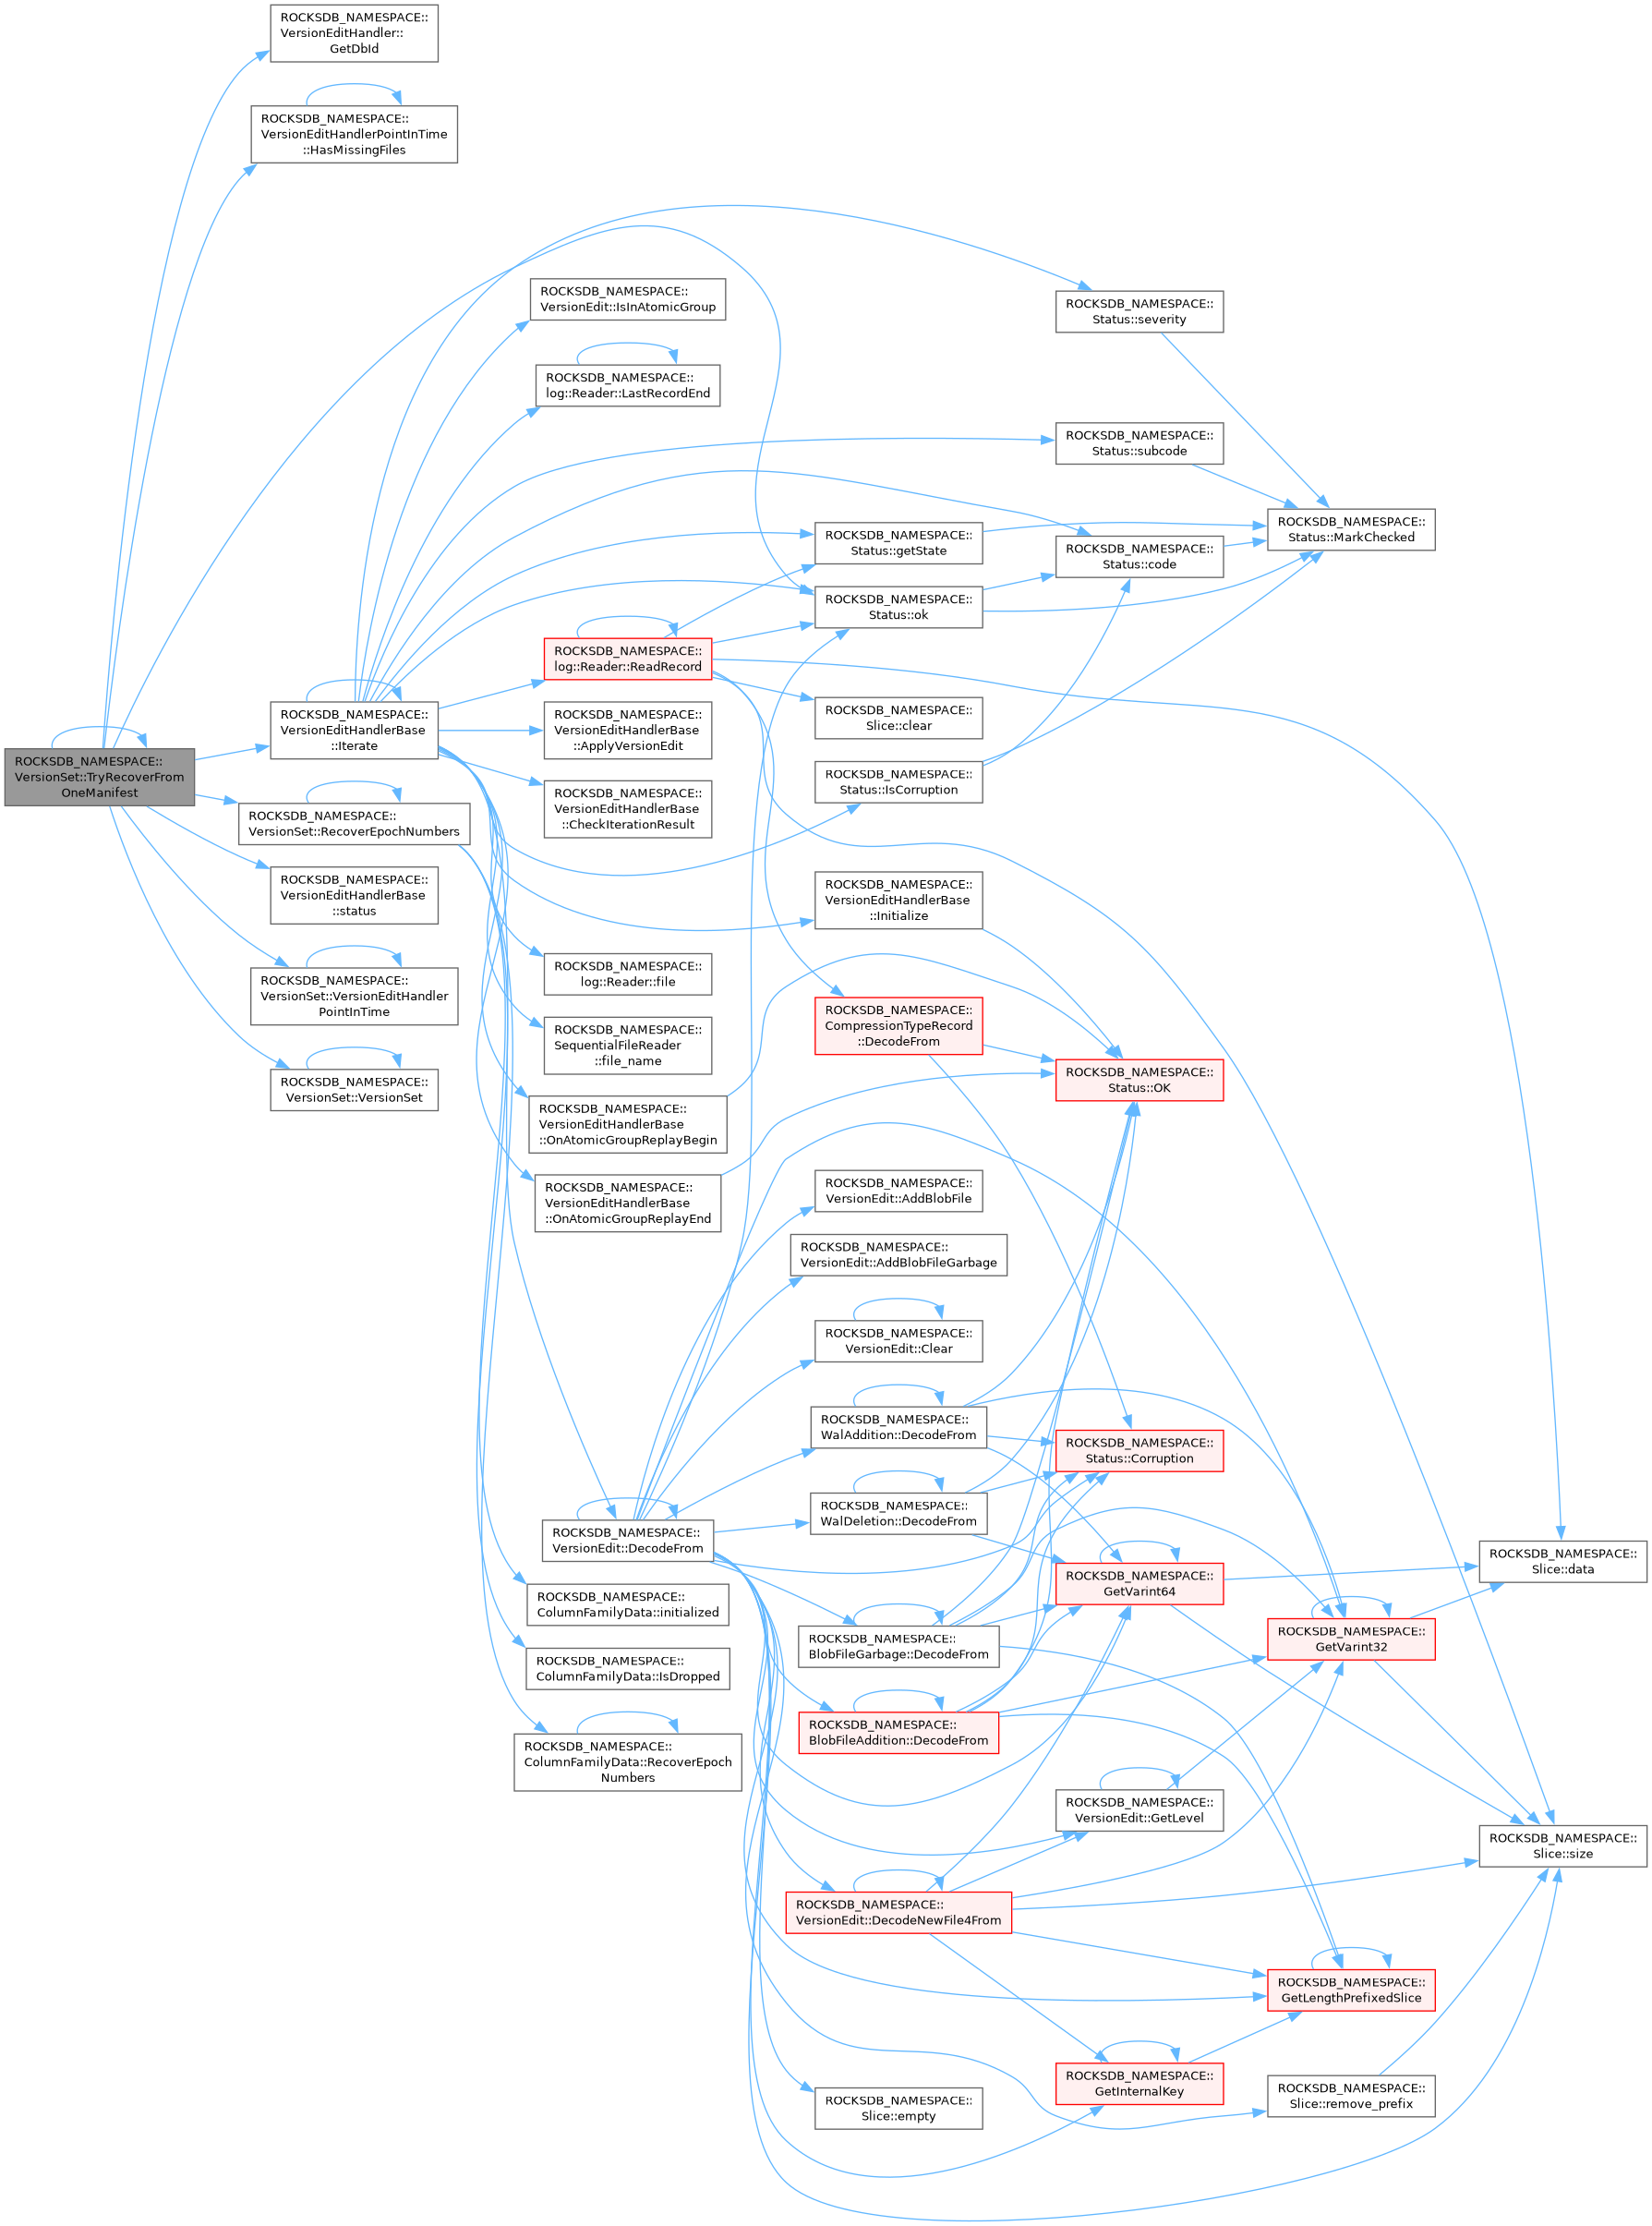 ROCKSDB_NAMESPACE::
VersionEditHandler::
GetDbId
ROCKSDB_NAMESPACE::
VersionEditHandlerPointInTime
::HasMissingFiles
ROCKSDB_NAMESPACE::
VersionSet::TryRecoverFrom
OneManifest
ROCKSDB_NAMESPACE::
VersionEditHandlerBase
::Iterate
ROCKSDB_NAMESPACE::
VersionSet::RecoverEpochNumbers
ROCKSDB_NAMESPACE::
VersionEditHandlerBase
::status
ROCKSDB_NAMESPACE::
VersionSet::VersionEditHandler
PointInTime
ROCKSDB_NAMESPACE::
VersionSet::VersionSet
ROCKSDB_NAMESPACE::
VersionEdit::IsInAtomicGroup
ROCKSDB_NAMESPACE::
log::Reader::LastRecordEnd
ROCKSDB_NAMESPACE::
log::Reader::ReadRecord
ROCKSDB_NAMESPACE::
VersionEditHandlerBase
::ApplyVersionEdit
ROCKSDB_NAMESPACE::
VersionEditHandlerBase
::CheckIterationResult
ROCKSDB_NAMESPACE::
log::Reader::file
ROCKSDB_NAMESPACE::
SequentialFileReader
::file_name
ROCKSDB_NAMESPACE::
VersionEditHandlerBase
::OnAtomicGroupReplayBegin
ROCKSDB_NAMESPACE::
VersionEditHandlerBase
::OnAtomicGroupReplayEnd
ROCKSDB_NAMESPACE::
VersionEdit::DecodeFrom
ROCKSDB_NAMESPACE::
ColumnFamilyData::initialized
ROCKSDB_NAMESPACE::
ColumnFamilyData::IsDropped
ROCKSDB_NAMESPACE::
ColumnFamilyData::RecoverEpoch
Numbers
ROCKSDB_NAMESPACE::
Status::getState
ROCKSDB_NAMESPACE::
Status::ok
ROCKSDB_NAMESPACE::
Slice::clear
ROCKSDB_NAMESPACE::
Status::IsCorruption
ROCKSDB_NAMESPACE::
VersionEditHandlerBase
::Initialize
ROCKSDB_NAMESPACE::
CompressionTypeRecord
::DecodeFrom
ROCKSDB_NAMESPACE::
VersionEdit::AddBlobFile
ROCKSDB_NAMESPACE::
VersionEdit::AddBlobFileGarbage
ROCKSDB_NAMESPACE::
VersionEdit::Clear
ROCKSDB_NAMESPACE::
WalAddition::DecodeFrom
ROCKSDB_NAMESPACE::
WalDeletion::DecodeFrom
ROCKSDB_NAMESPACE::
BlobFileGarbage::DecodeFrom
ROCKSDB_NAMESPACE::
BlobFileAddition::DecodeFrom
ROCKSDB_NAMESPACE::
VersionEdit::DecodeNewFile4From
ROCKSDB_NAMESPACE::
Slice::empty
ROCKSDB_NAMESPACE::
Status::severity
ROCKSDB_NAMESPACE::
Status::subcode
ROCKSDB_NAMESPACE::
Status::code
ROCKSDB_NAMESPACE::
Status::OK
ROCKSDB_NAMESPACE::
Status::Corruption
ROCKSDB_NAMESPACE::
GetVarint64
ROCKSDB_NAMESPACE::
VersionEdit::GetLevel
ROCKSDB_NAMESPACE::
GetInternalKey
ROCKSDB_NAMESPACE::
Status::MarkChecked
ROCKSDB_NAMESPACE::
GetVarint32
ROCKSDB_NAMESPACE::
GetLengthPrefixedSlice
ROCKSDB_NAMESPACE::
Slice::remove_prefix
ROCKSDB_NAMESPACE::
Slice::data
ROCKSDB_NAMESPACE::
Slice::size